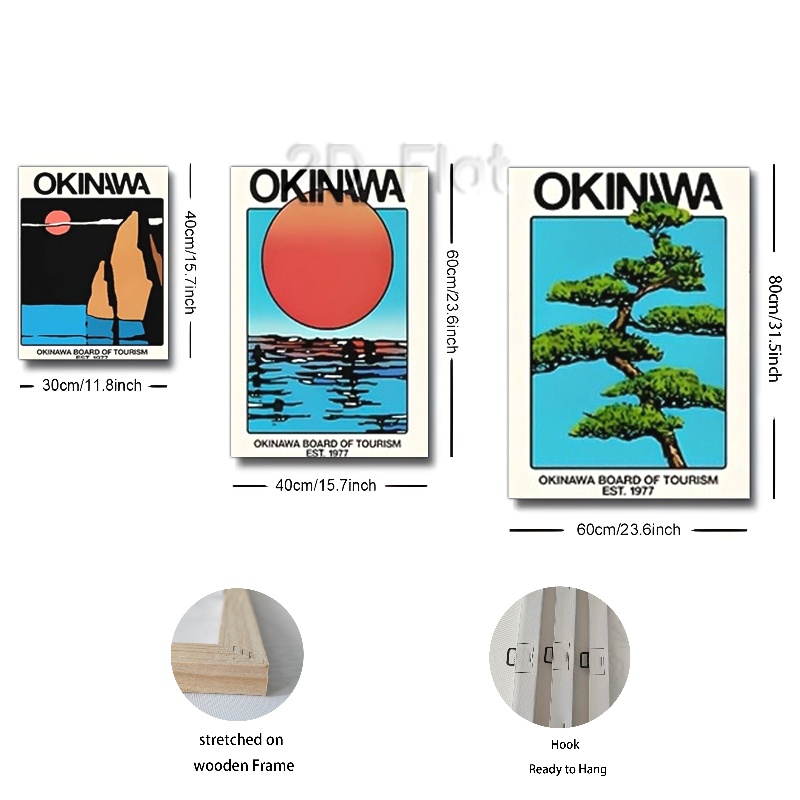 2D Flat
OKINAWA
OKINAWA BOARD OF TOURISM
EST. 1977
40cm/15.7inch
30cm/11.8inch
OKINAWA
OKINAWA BOARD OF TOURISM
EST. 1977
60cm/23.6inch
40cm/15.7inch
OKINAWA
OKINAWA BOARD OF TOURISM
EST. 1977
80cm/31.5inch
60cm/23.6inch
stretched on
wooden Frame
Hook
Ready to Hang